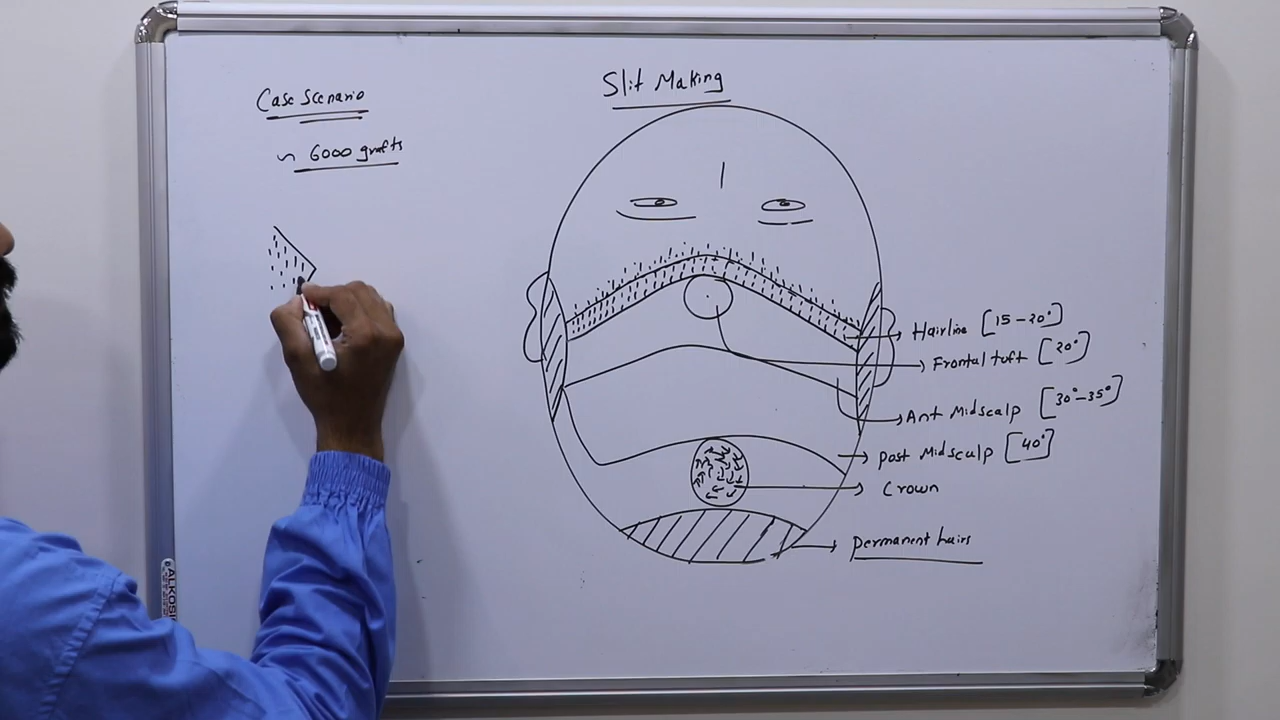 Slit Making
Case Scenario
~ 6000 grafts
Hairline [15-20°]
Frontal tuft [20°]
Ant Midscalp [30°-35°]
post Midsculp [40°]
Crown
permanent hairs